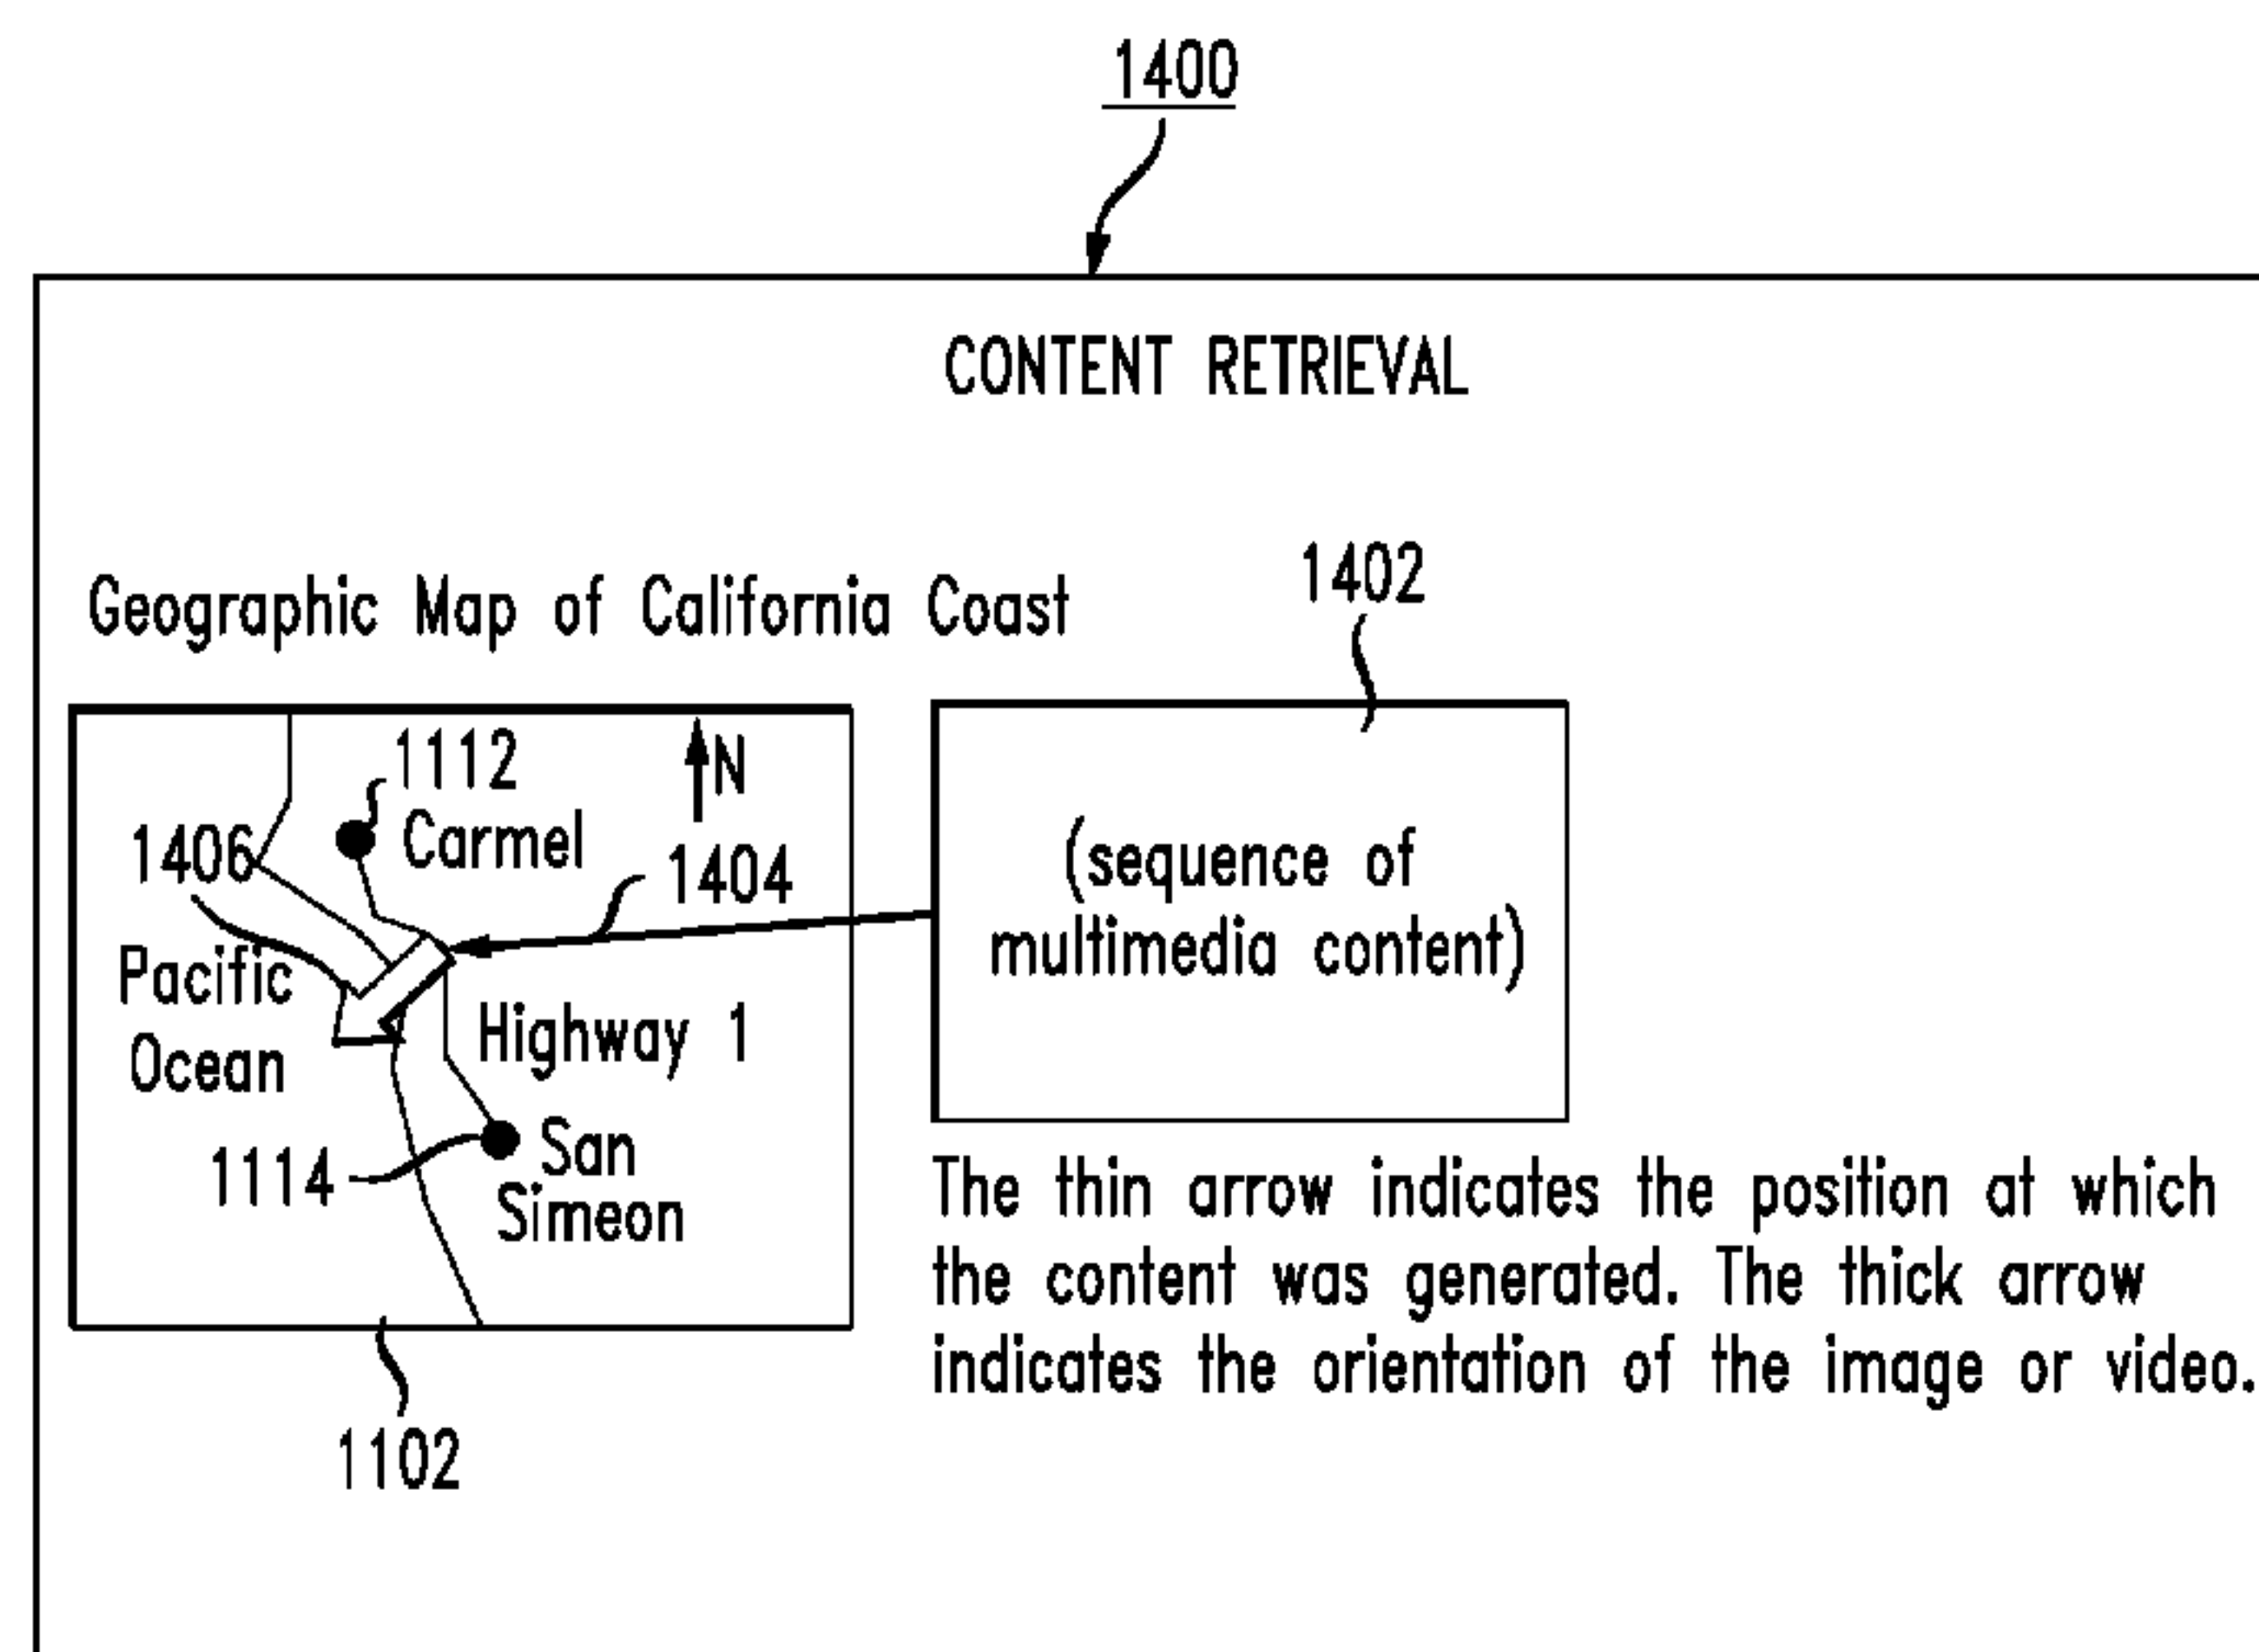 1400
CONTENT RETRIEVAL
Geographic Map of California Coast
1402
1112
N
Carmel
1406
1404
Pacific
Ocean
Highway 1
1114
San
Simeon
1102
(sequence of
multimedia content)
The thin arrow indicates the position at which
the content was generated. The thick arrow
indicates the orientation of the image or video.